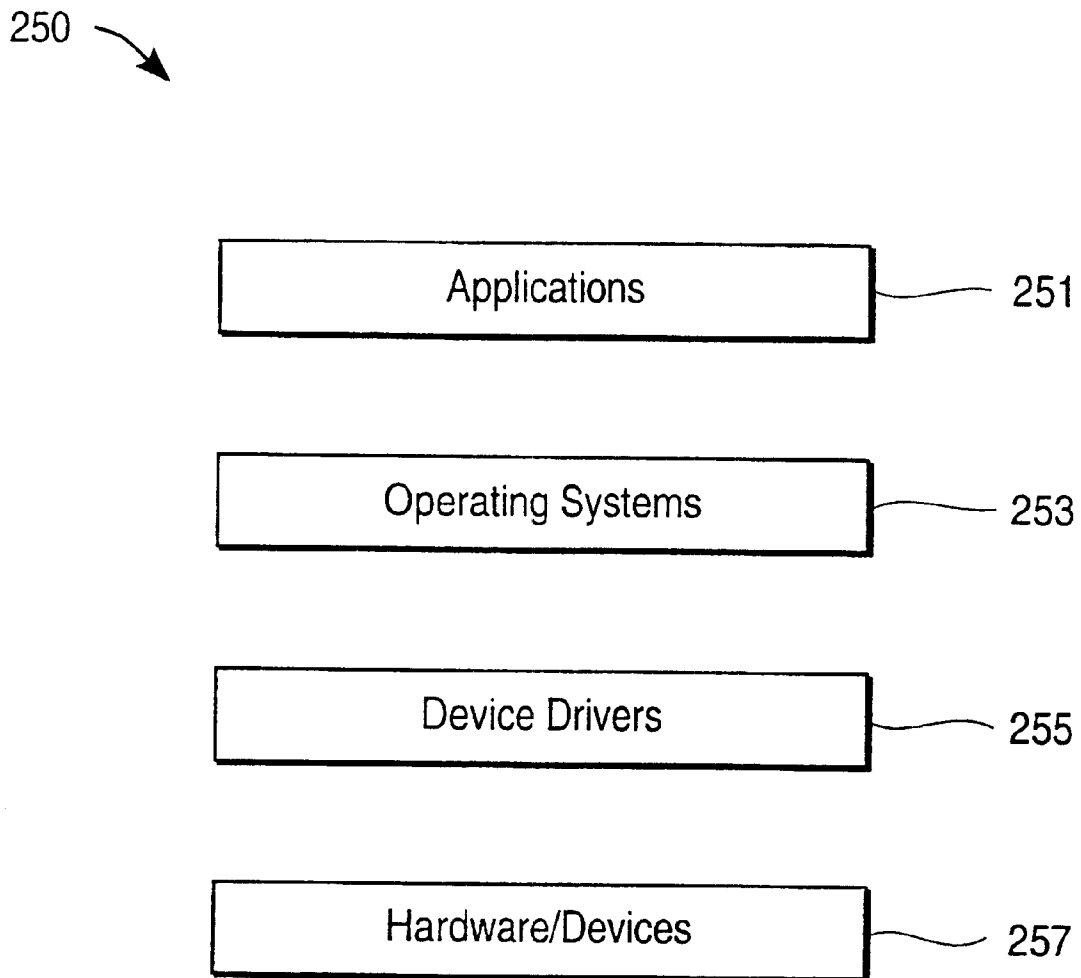 250
Applications
251
Operating Systems
253
Device Drivers
255
Hardware/Devices
257